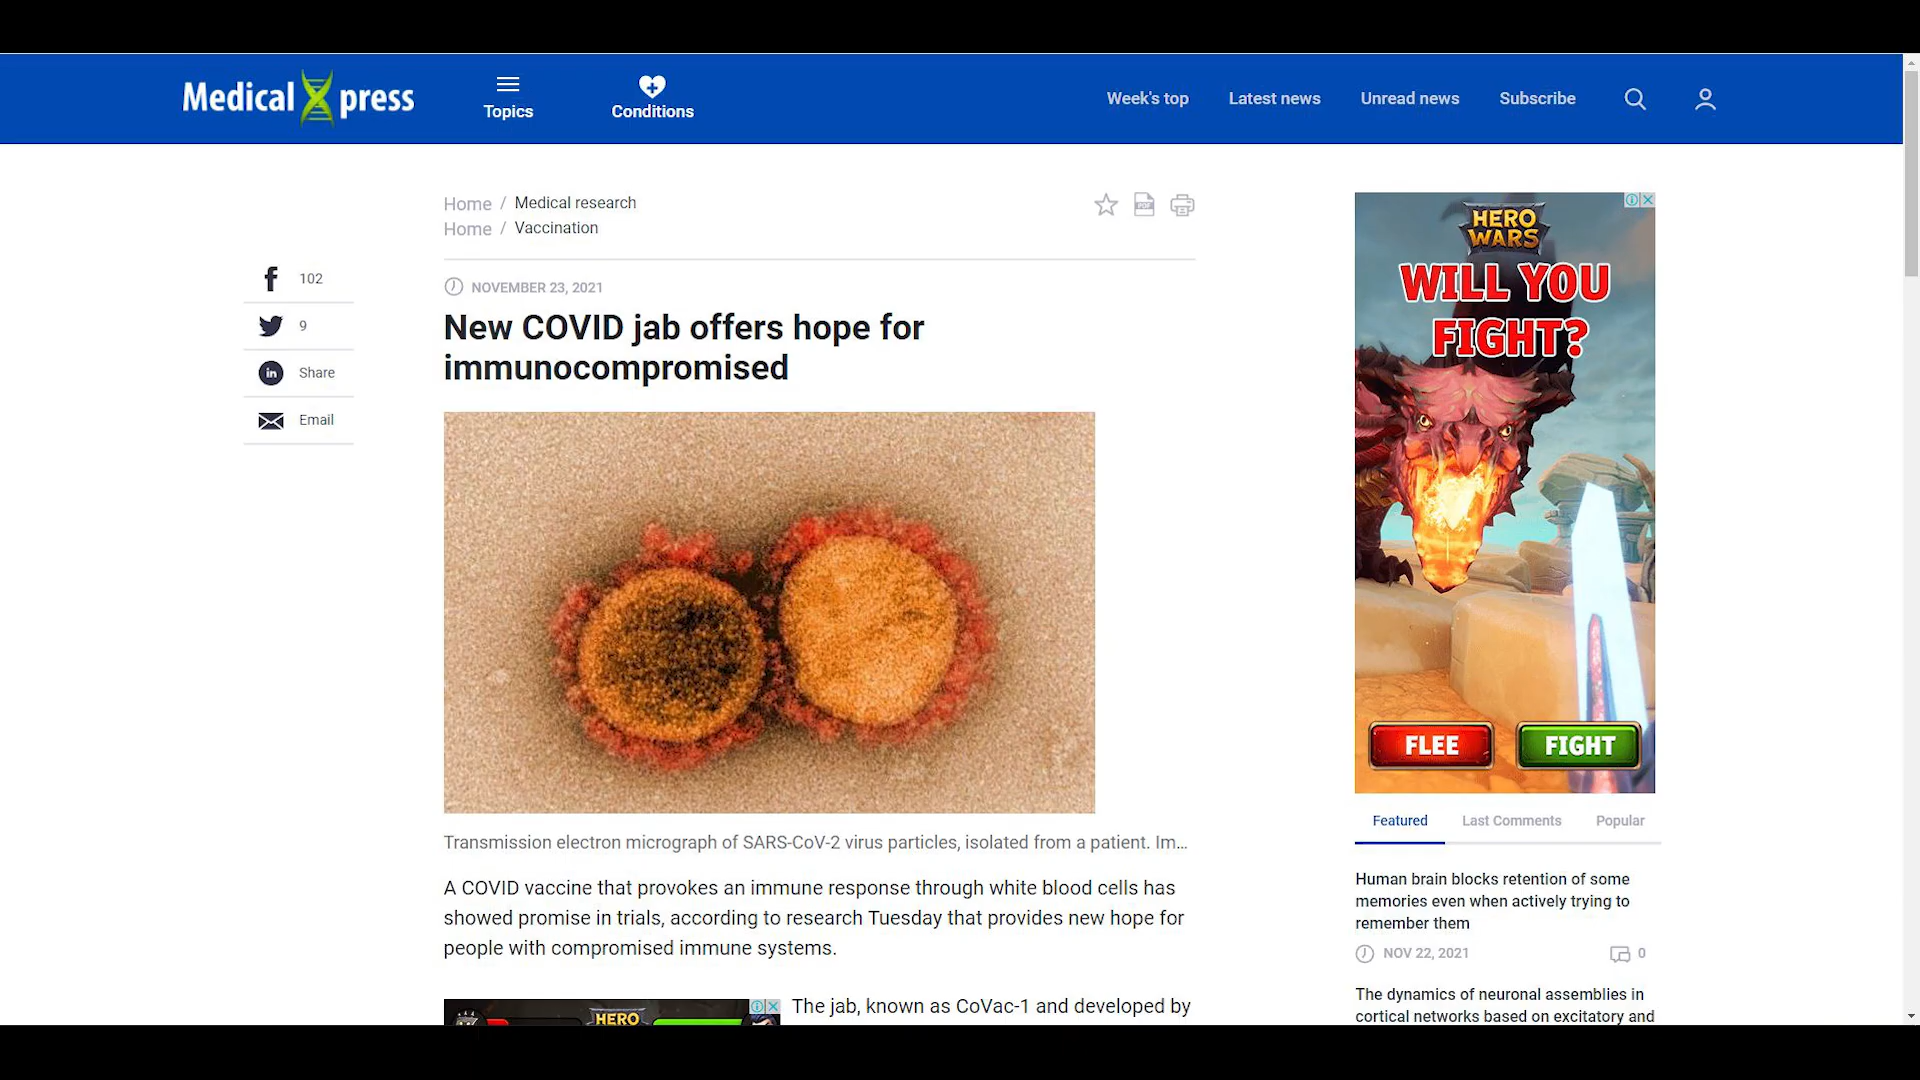 Medical press
Topics
Conditions
Week's top
Latest news
Unread news
Subscribe
Home / Medical research
Home / Vaccination
102
9
in Share
Email
NOVEMBER 23, 2021
New COVID jab offers hope for
immunocompromised
Transmission electron micrograph of SARS-CoV-2 virus particles, isolated from a patient. Im...
A COVID vaccine that provokes an immune response through white blood cells has
showed promise in trials, according to research Tuesday that provides new hope for
people with compromised immune systems.
HERO
The jab, known as CoVac-1 and developed by
HERO
WARS
WILL YOU
FIGHT?
FLEE
FIGHT
Featured
Last Comments
Popular
Human brain blocks retention of some
memories even when actively trying to
remember them
NOV 22, 2021
0
The dynamics of neuronal assemblies in
cortical networks based on excitatory and